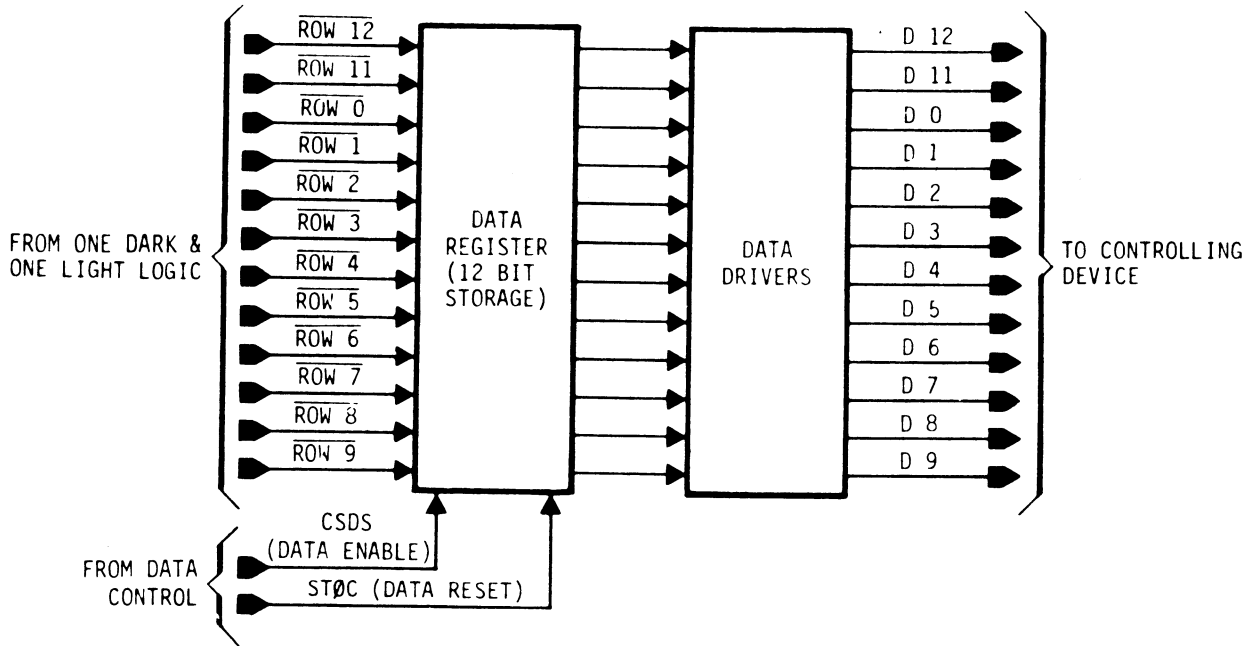 ROW 12
ROW 11
ROW 0
ROW 1
ROW 2
ROW 3
ROW 4
ROW 5
ROW 6
ROW 7
ROW 8
ROW 9
FROM ONE DARK &
ONE LIGHT LOGIC
DATA
REGISTER
(12 BIT
STORAGE)
DATA
DRIVERS
D 12
D 11
D 0
D 1
D 2
D 3
D 4
D 5
D 6
D 7
D 8
D 9
TO CONTROLLING
DEVICE
CSDS
(DATA ENABLE)
FROM DATA
CONTROL
STØC (DATA RESET)